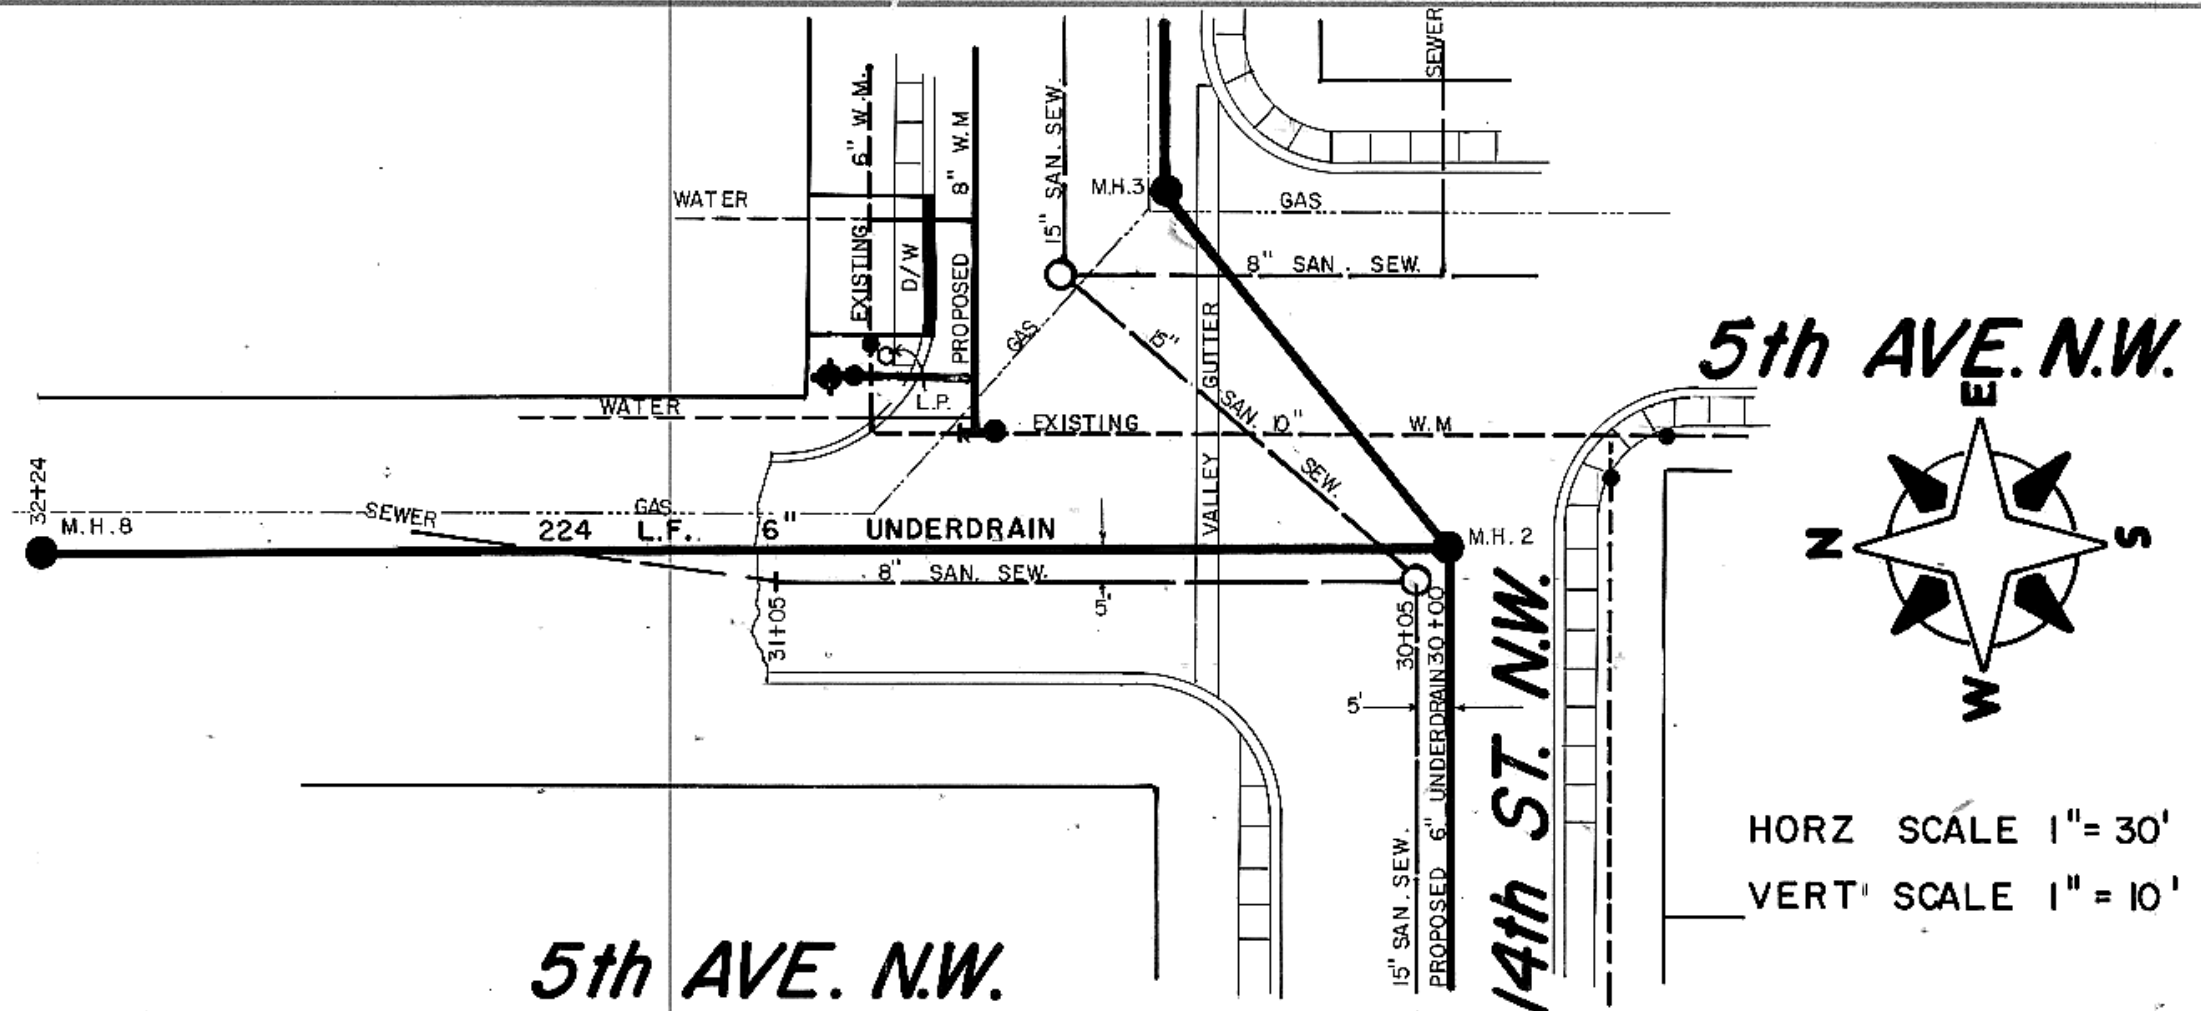 SEWER
EXISTING 6" W.M.
PROPOSED 8" W.M
15" SAN. SEW.
M.H.3
WATER
GAS
D/W
8" SAN. SEW.
5th AVE. N.W.
GAS
15" SAN. SEW.
VALLEY GUTTER
L.P.
WATER
EXISTING 10" W.M
E
N
S
W
32+24
M.H.8
SEWER
GAS
224 L.F. 6" UNDERDRAIN
M.H. 2
8" SAN. SEW.
5'
31+05
30+05
30+00
5'
15" SAN. SEW.
PROPOSED 6" UNDERDRAIN
14th ST. N.W.
HORZ SCALE 1"= 30'
VERT SCALE 1" = 10'
5th AVE. N.W.